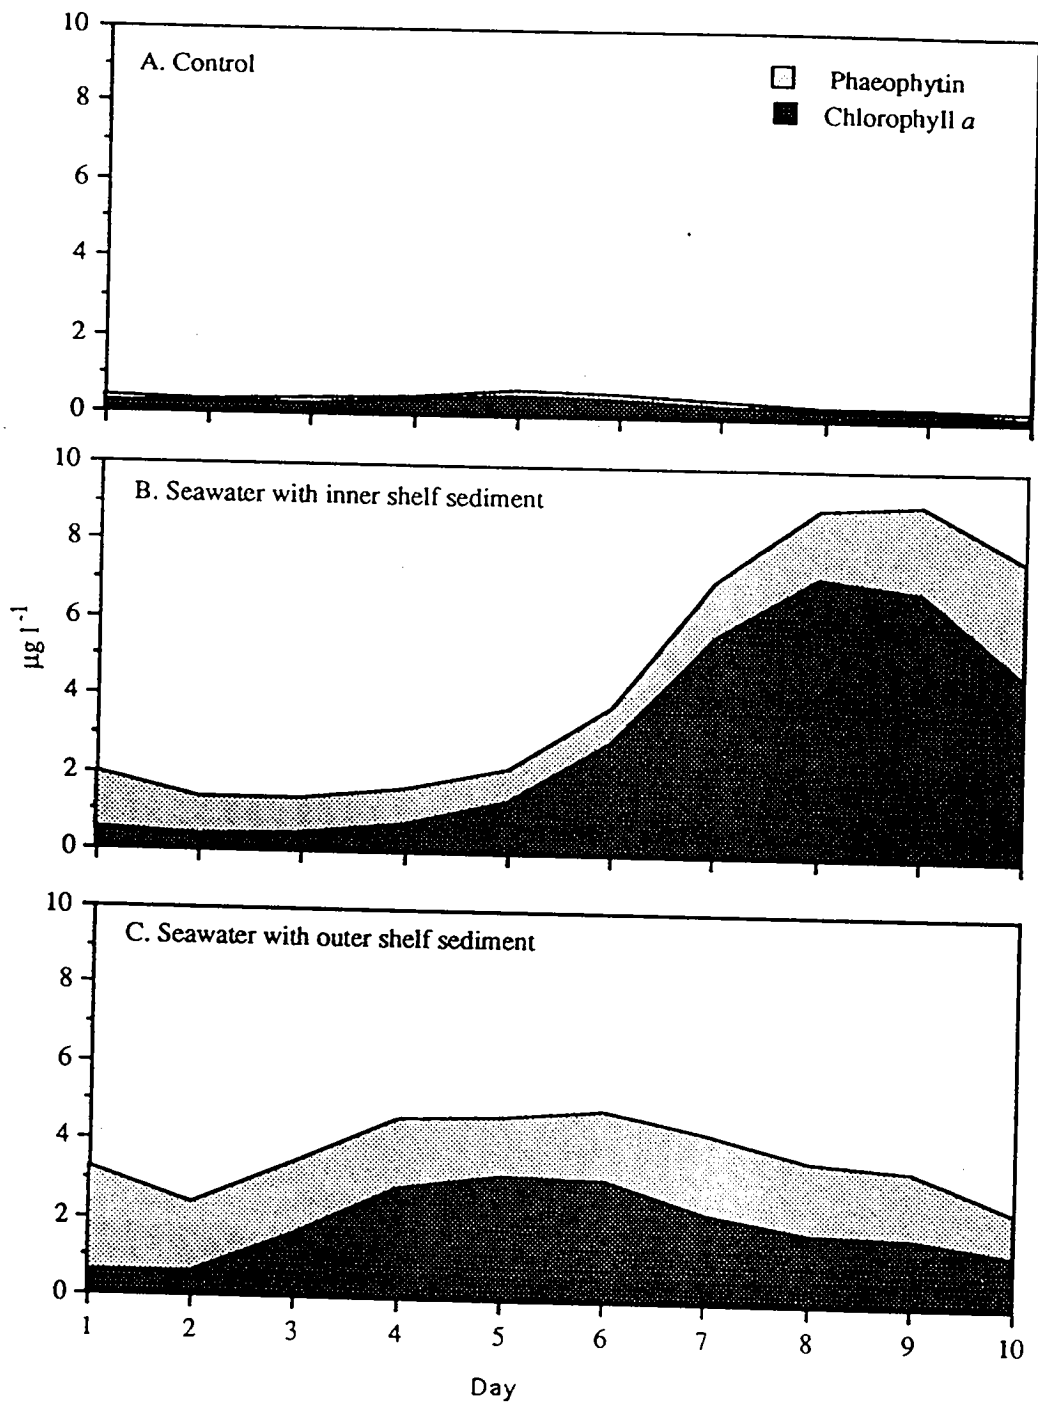 10
A. Control
Phaeophytin
Chlorophyll a
8
6
4
2
0
10
B. Seawater with inner shelf sediment
8
6
4
2
0
µg l⁻¹
10
C. Seawater with outer shelf sediment
8
6
4
2
0
1 2 3 4 5 6 7 8 9 10
Day